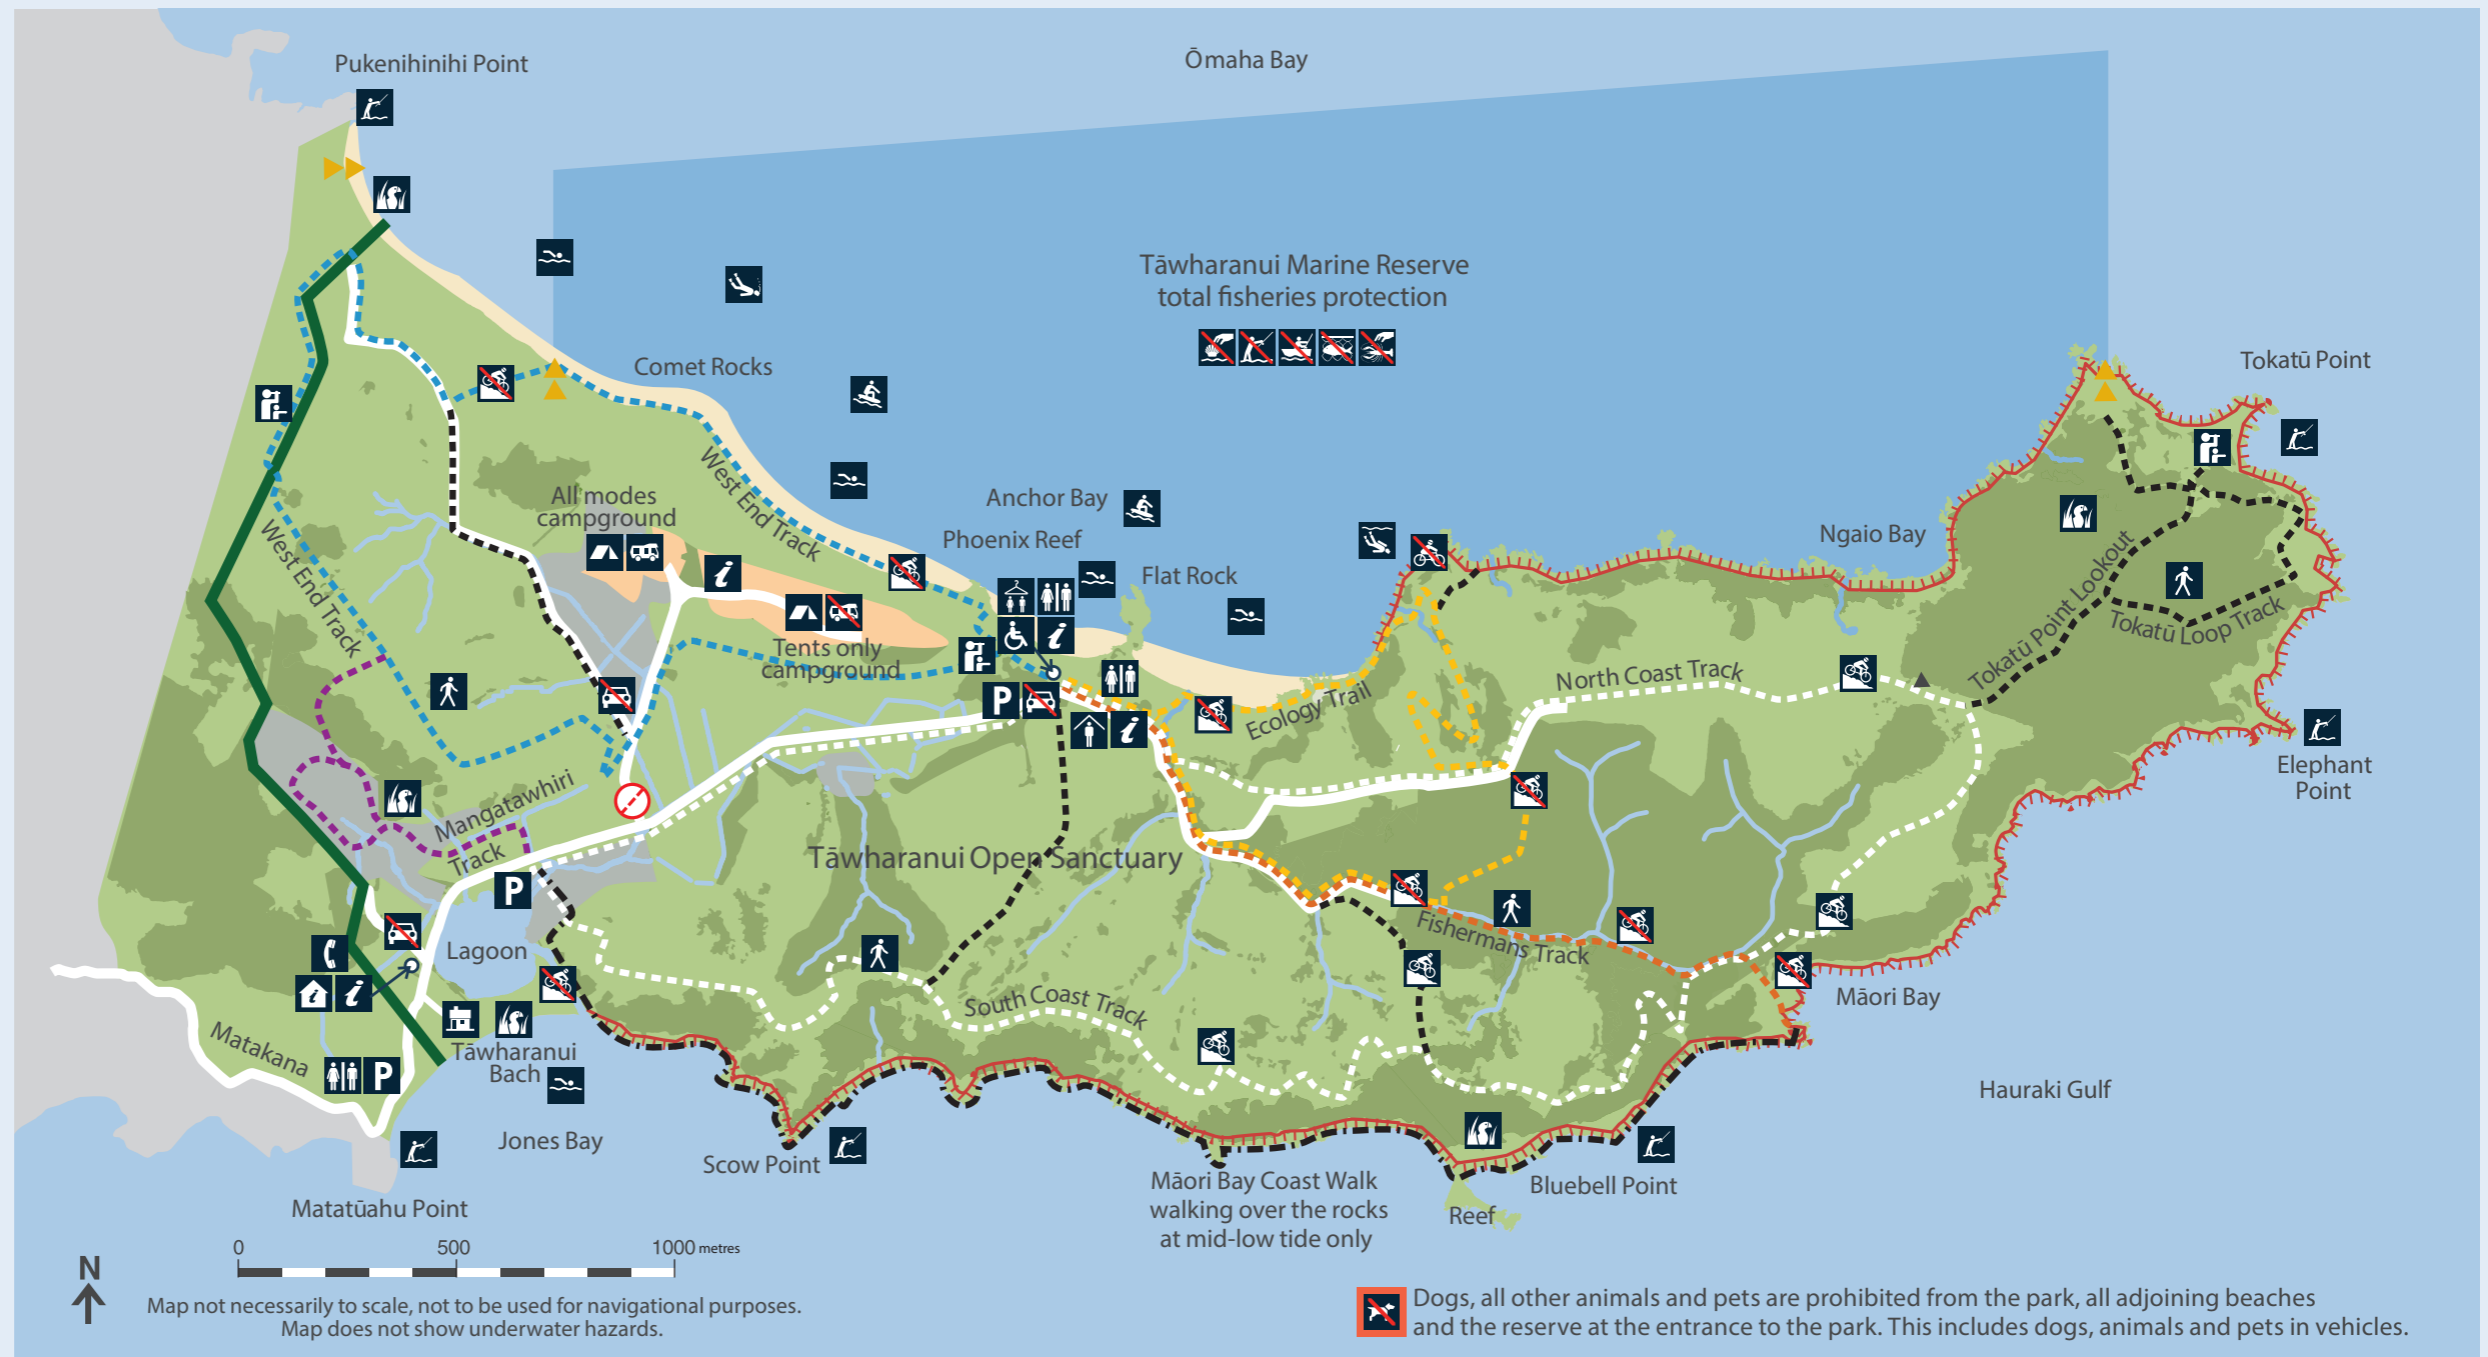 Pukenihinihi Point
Ōmaha Bay
Tāwharanui Marine Reserve
total fisheries protection
Comet Rocks
Tokatū Point
West End Track
All modes
campground
Anchor Bay
Phoenix Reef
Flat Rock
Ngaio Bay
West End Track
Tents only
campground
Ecology Trail
North Coast Track
Tokatū Point Lookout
Tokatū Loop Track
P
Elephant
Point
Mangatawhiri
Track
Tāwharanui Open Sanctuary
P
Lagoon
Fishermans Track
South Coast Track
Māori Bay
Matakana
P
Tāwharanui
Bach
Hauraki Gulf
Jones Bay
Scow Point
Māori Bay Coast Walk
walking over the rocks
at mid-low tide only
Bluebell Point
Reef
Matatūahu Point
0 500 1000 metres
N
Map not necessarily to scale, not to be used for navigational purposes.
Map does not show underwater hazards.
Dogs, all other animals and pets are prohibited from the park, all adjoining beaches
and the reserve at the entrance to the park. This includes dogs, animals and pets in vehicles.